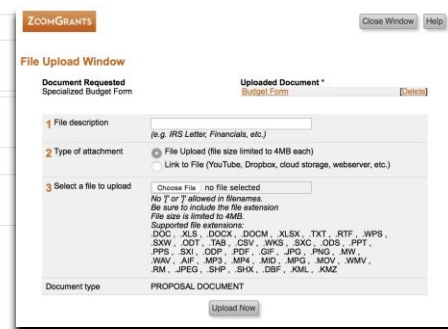 ZOOMGRANTS
Close Window
Help
File Upload Window
Document Requested
Uploaded Document *
Specialized Budget Form
Budget Form
[Delete]
1 File description
(e.g. IRS Letter, Financials, etc.)
2 Type of attachment
File Upload (file size limited to 4MB each)
Link to File (YouTube, Dropbox, cloud storage, webserver, etc.)
3 Select a file to upload
Choose File no file selected
No '[' or ']' allowed in filenames.
Be sure to include the file extension
File size is limited to 4MB.
Supported file extensions:
.DOC, .XLS, .DOCX, .DOCM, .XLSX, .TXT, .RTF, .WPS,
.SXW, .ODT, .TAB, .CSV, .WKS, .SXC, .ODS, .PPT,
.PPS, .SXI, .ODP, .PDF, .GIF, .JPG, .PNG, .MW,
.WAV, .AIF, .MP3, .MP4, .MID, .MPG, .MOV, .WMV,
.RM, .JPEG, .SHP, .SHX, .DBF, .KML, .KMZ
Document type
PROPOSAL DOCUMENT
Upload Now